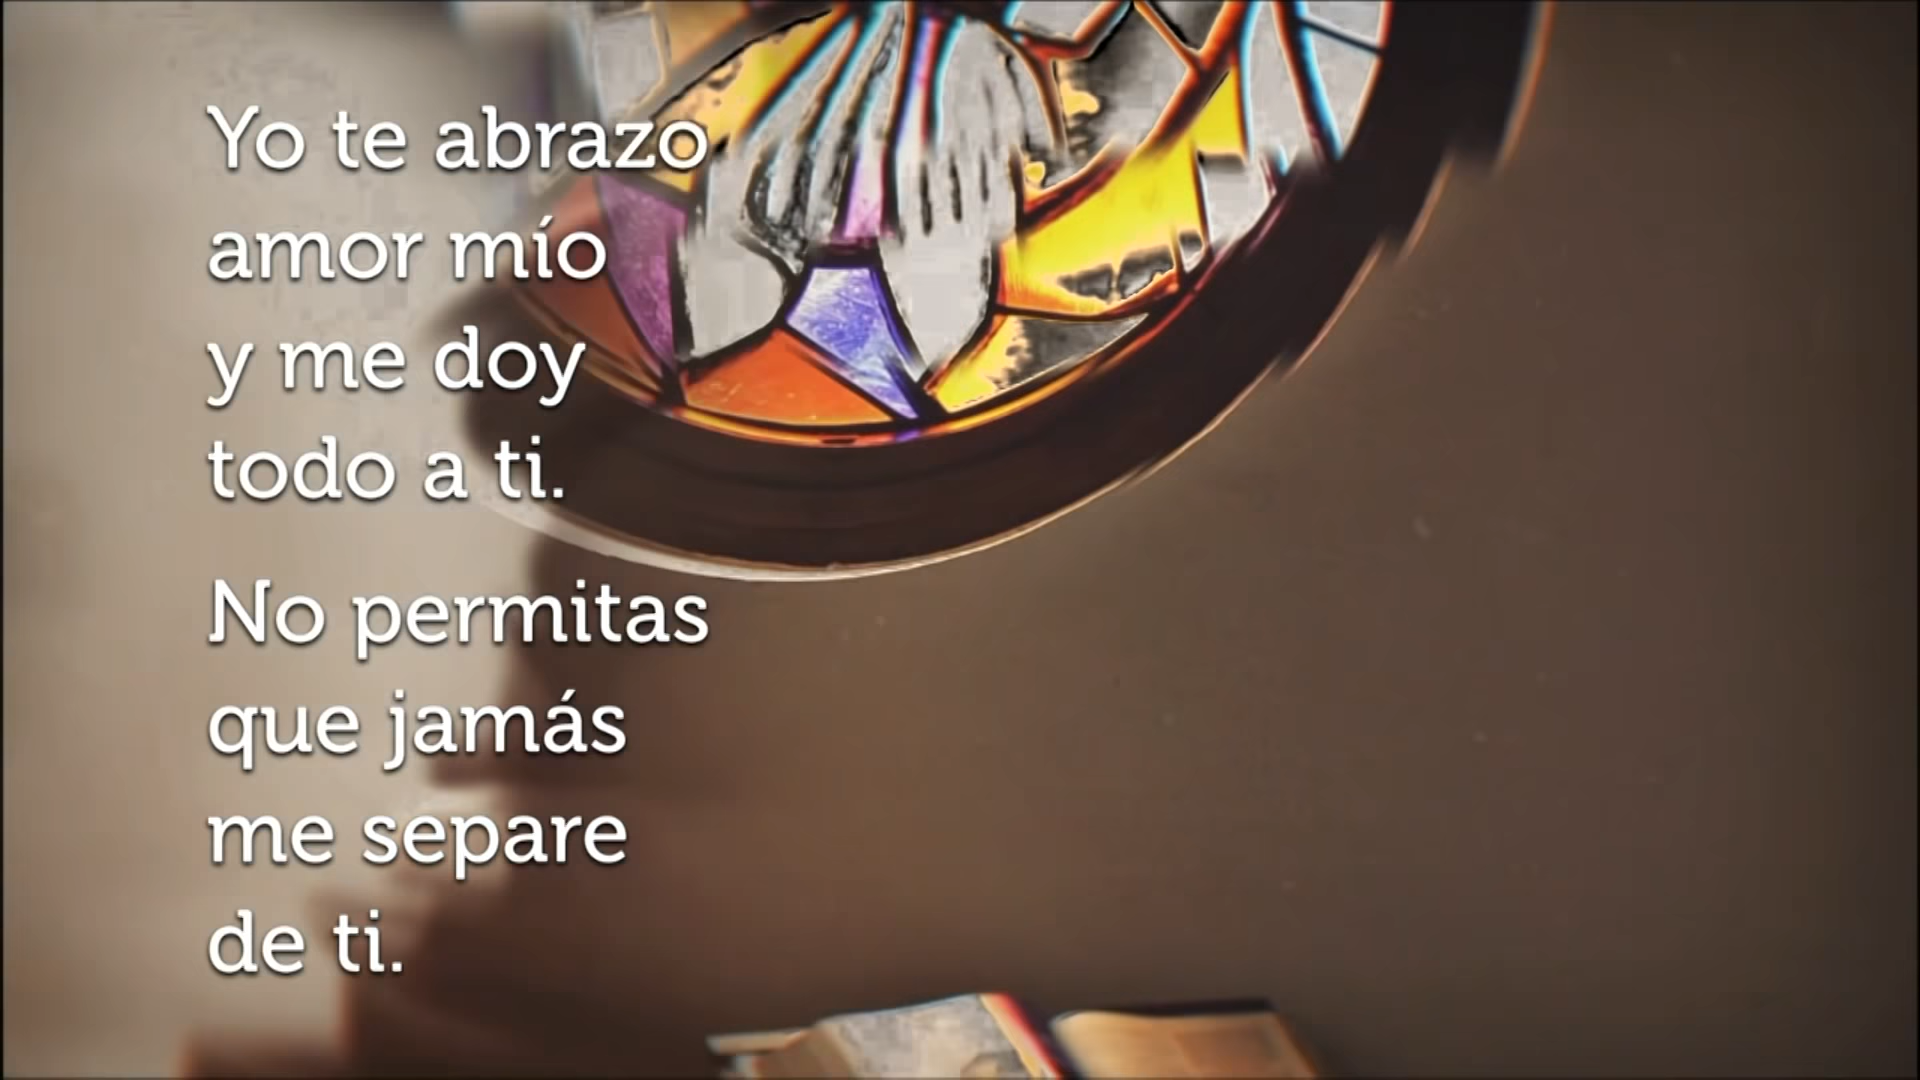 Yo te abrazo
amor mío
y me doy
todo a ti.
No permitas
que jamás
me separe
de ti.